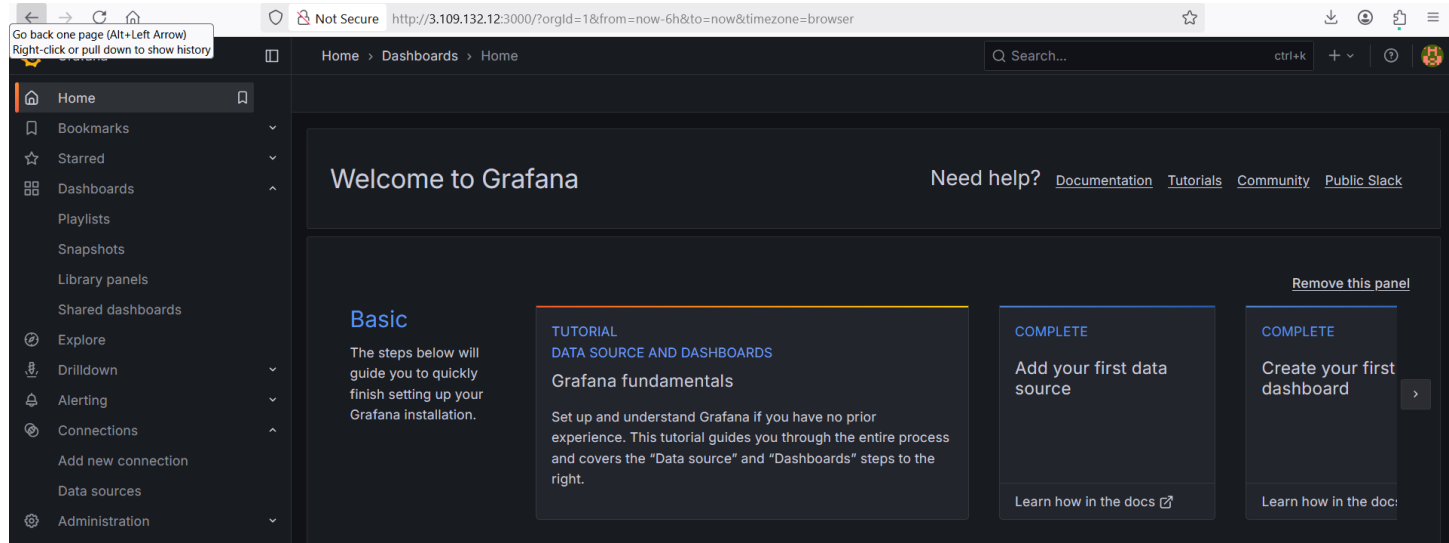 Not Secure http://3.109.132.12:3000/?orgId=1&from=now-6h&to=now&timezone=browser
Go back one page (Alt+Left Arrow)
Right-click or pull down to show history
Home › Dashboards › Home
Search... ctrl+k
Home
Bookmarks
Starred
Dashboards
Playlists
Snapshots
Library panels
Shared dashboards
Explore
Drilldown
Alerting
Connections
Add new connection
Data sources
Administration
Welcome to Grafana
Need help? Documentation Tutorials Community Public Slack
Remove this panel
Basic
The steps below will
guide you to quickly
finish setting up your
Grafana installation.
TUTORIAL
DATA SOURCE AND DASHBOARDS
Grafana fundamentals
Set up and understand Grafana if you have no prior
experience. This tutorial guides you through the entire process
and covers the “Data source” and “Dashboards” steps to the
right.
COMPLETE
Add your first data
source
Learn how in the docs
COMPLETE
Create your first
dashboard
Learn how in the docs